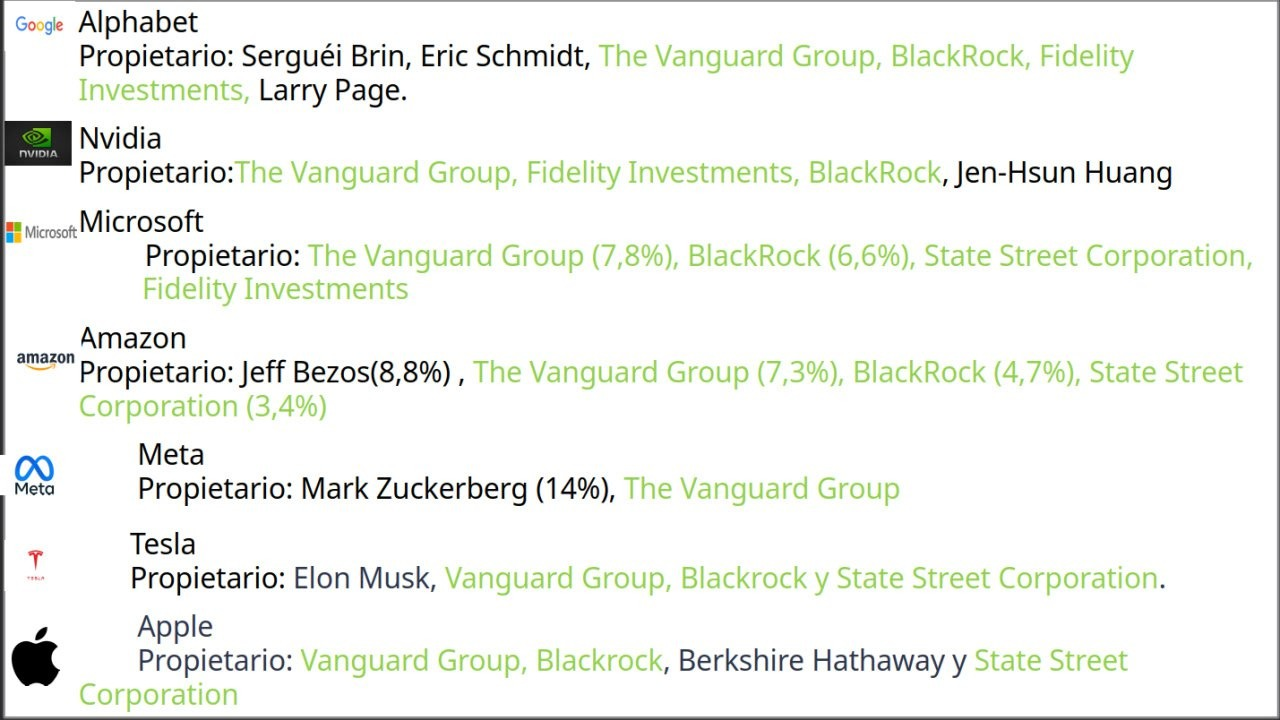 Google
Alphabet
Propietario: Serguéi Brin, Eric Schmidt, The Vanguard Group, BlackRock, Fidelity
Investments, Larry Page.
NVIDIA
Nvidia
Propietario:The Vanguard Group, Fidelity Investments, BlackRock, Jen-Hsun Huang
Microsoft
Microsoft
Propietario: The Vanguard Group (7,8%), BlackRock (6,6%), State Street Corporation,
Fidelity Investments
Amazon
amazon
Propietario: Jeff Bezos(8,8%) , The Vanguard Group (7,3%), BlackRock (4,7%), State Street
Corporation (3,4%)
Meta
Meta
Propietario: Mark Zuckerberg (14%), The Vanguard Group
Tesla
TESLA
Propietario: Elon Musk, Vanguard Group, Blackrock y State Street Corporation.
Apple
Propietario: Vanguard Group, Blackrock, Berkshire Hathaway y State Street
Corporation